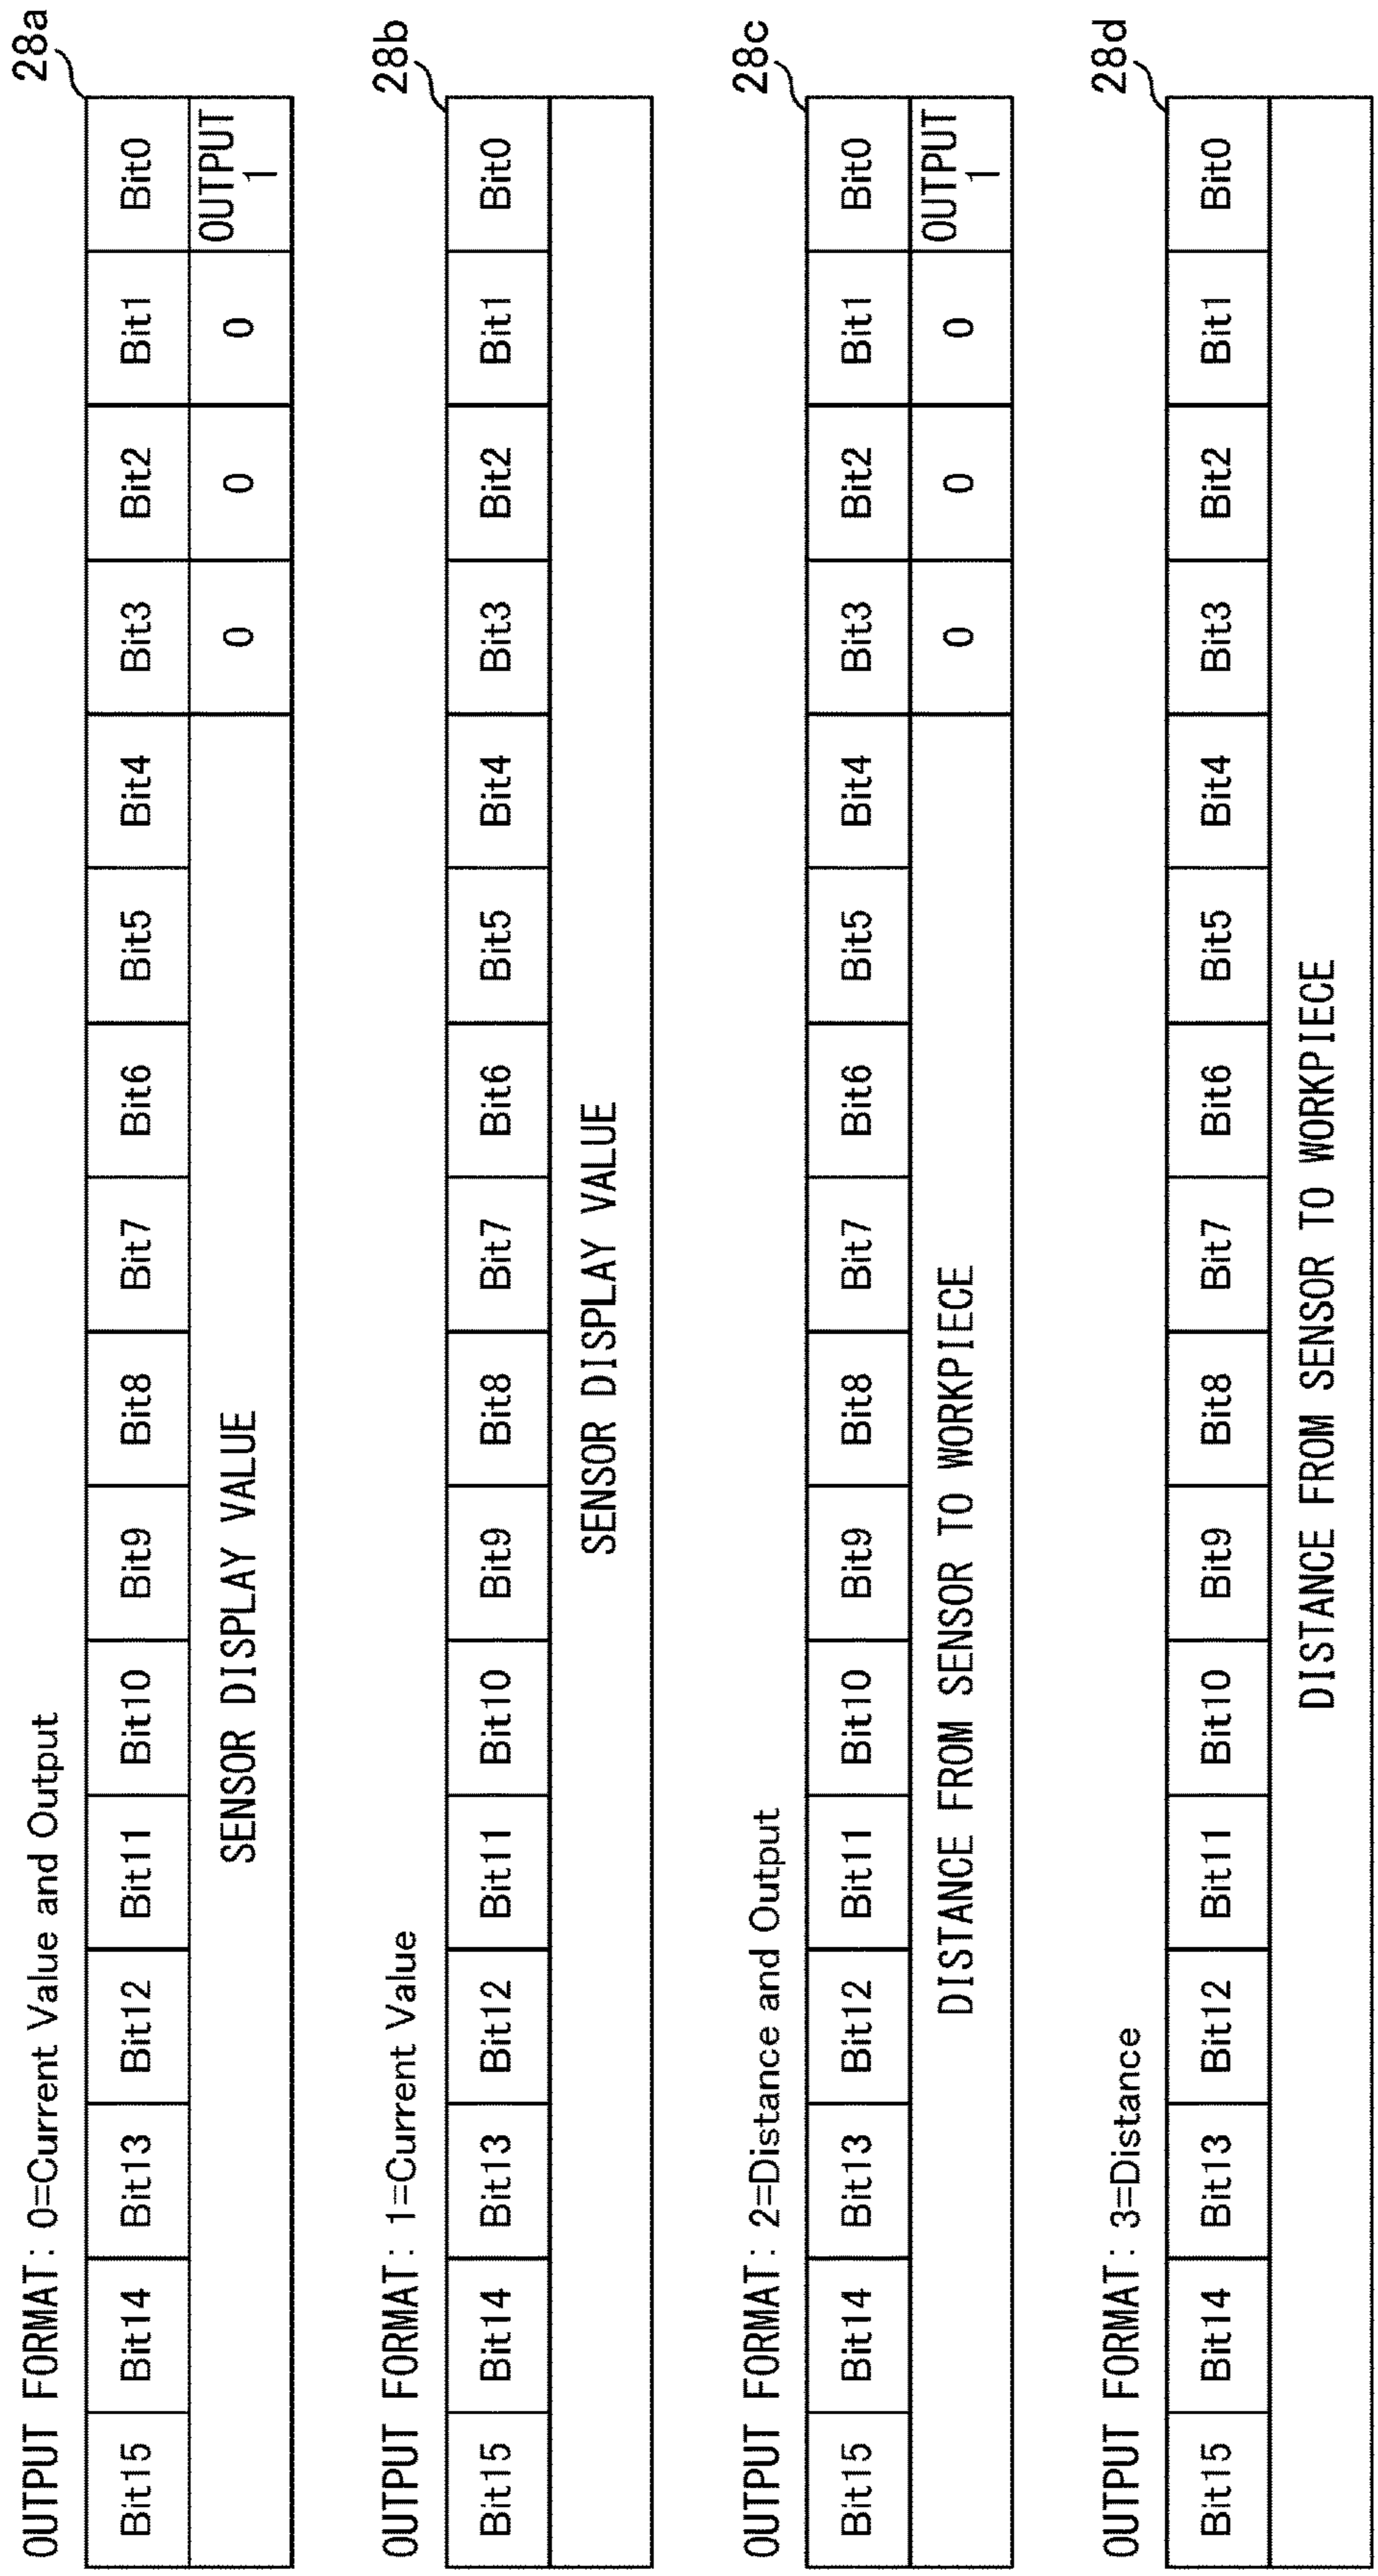 OUTPUT FORMAT: 0=Current Value and Output
28a
Bit15 Bit14 Bit13 Bit12 Bit11 Bit10 Bit9 Bit8 Bit7 Bit6 Bit5 Bit4 Bit3 Bit2 Bit1 Bit0
SENSOR DISPLAY VALUE 0 0 0 OUTPUT
1
OUTPUT FORMAT: 1=Current Value
28b
Bit15 Bit14 Bit13 Bit12 Bit11 Bit10 Bit9 Bit8 Bit7 Bit6 Bit5 Bit4 Bit3 Bit2 Bit1 Bit0
SENSOR DISPLAY VALUE
OUTPUT FORMAT: 2=Distance and Output
28c
Bit15 Bit14 Bit13 Bit12 Bit11 Bit10 Bit9 Bit8 Bit7 Bit6 Bit5 Bit4 Bit3 Bit2 Bit1 Bit0
DISTANCE FROM SENSOR TO WORKPIECE 0 0 0 OUTPUT
1
OUTPUT FORMAT: 3=Distance
28d
Bit15 Bit14 Bit13 Bit12 Bit11 Bit10 Bit9 Bit8 Bit7 Bit6 Bit5 Bit4 Bit3 Bit2 Bit1 Bit0
DISTANCE FROM SENSOR TO WORKPIECE